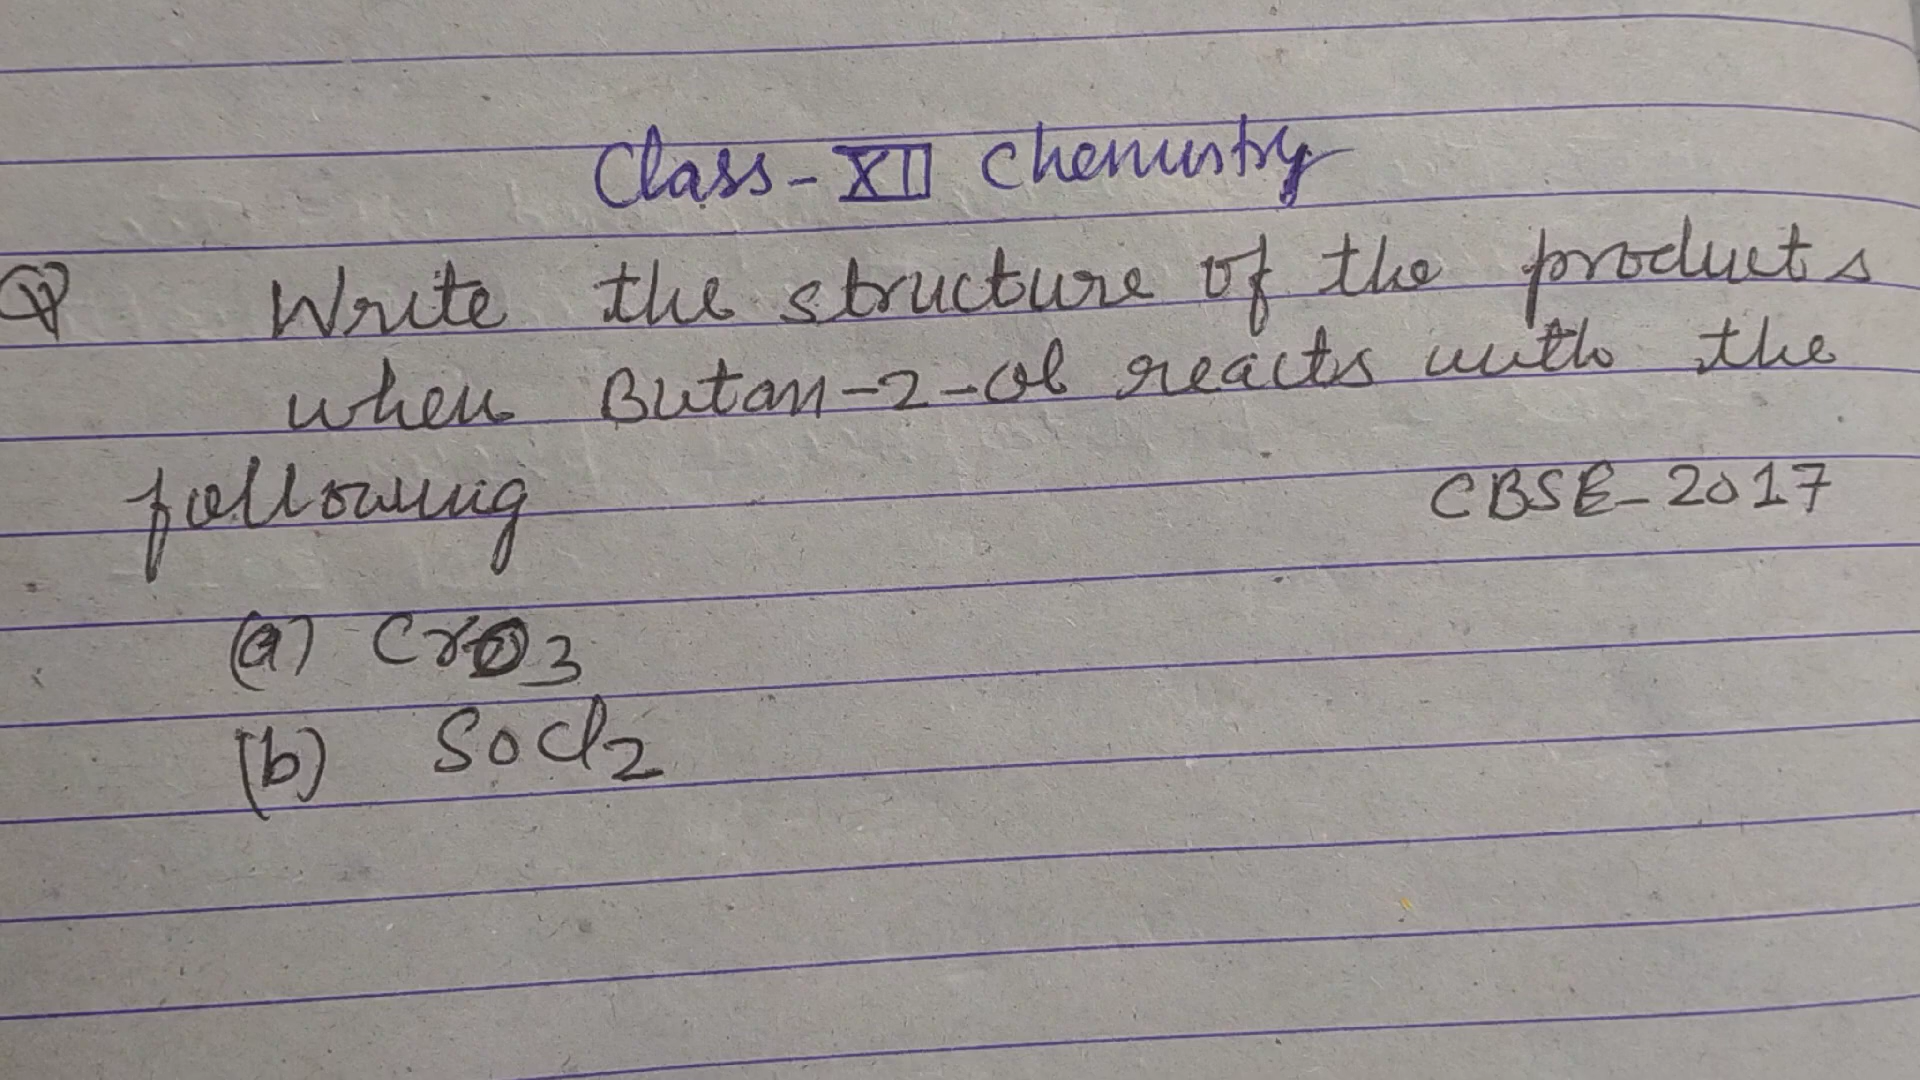 Class-XII Chemistry
Q Write the structure of the products
when Butan-2-ol reacts with the
following CBSE-2017
(a) CrO3
(b) SOCl2